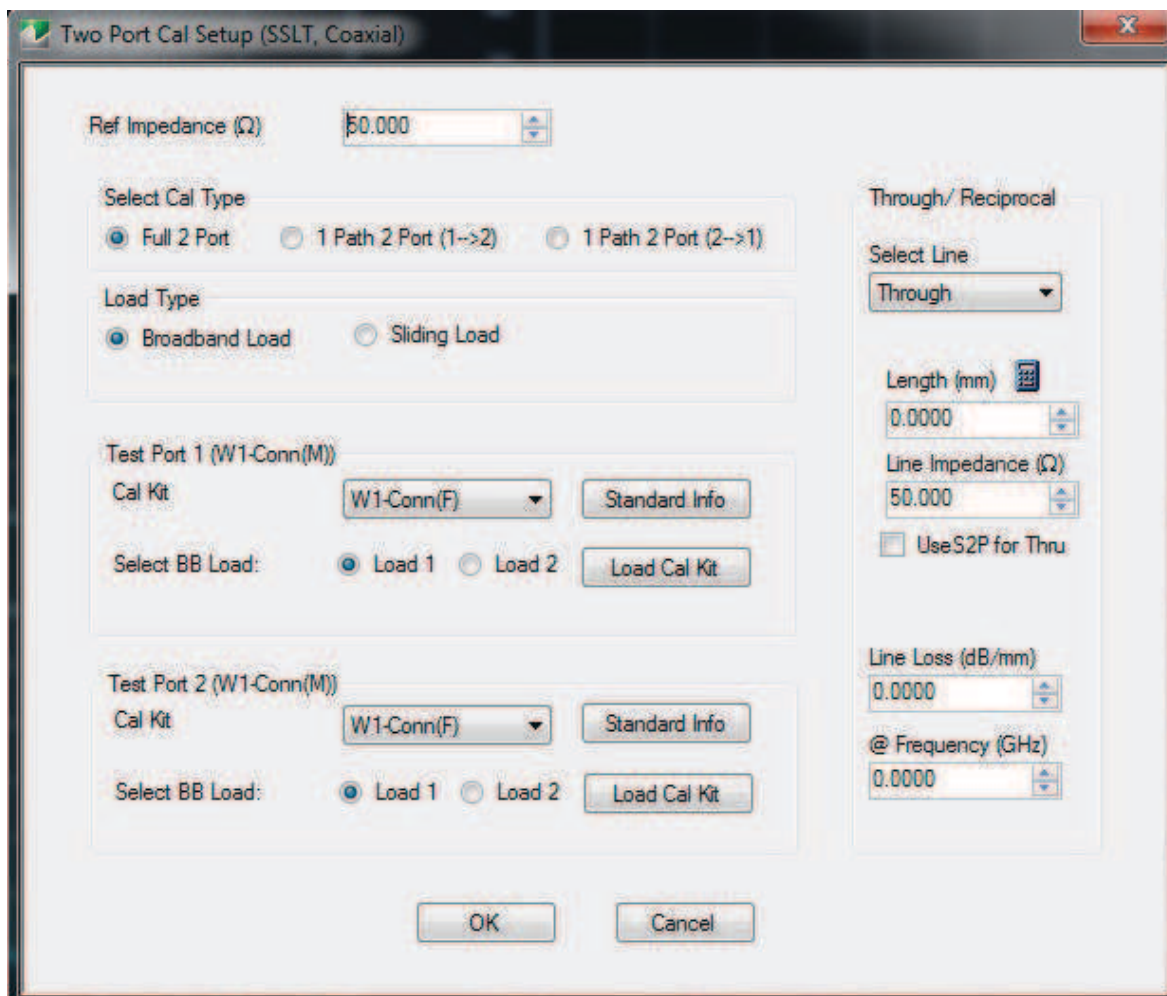 Two Port Cal Setup (SSLT, Coaxial)
Ref Impedance (Ω)
50.000
Select Cal Type
Full 2 Port
1 Path 2 Port (1-->2)
1 Path 2 Port (2-->1)
Load Type
Broadband Load
Sliding Load
Test Port 1 (W1-Conn(M))
Cal Kit
W1-Conn(F)
Standard Info
Select BB Load:
Load 1
Load 2
Load Cal Kit
Test Port 2 (W1-Conn(M))
Cal Kit
W1-Conn(F)
Standard Info
Select BB Load:
Load 1
Load 2
Load Cal Kit
Through/ Reciprocal
Select Line
Through
Length (mm)
0.0000
Line Impedance (Ω)
50.000
UseS2P for Thru
Line Loss (dB/mm)
0.0000
@ Frequency (GHz)
0.0000
OK
Cancel